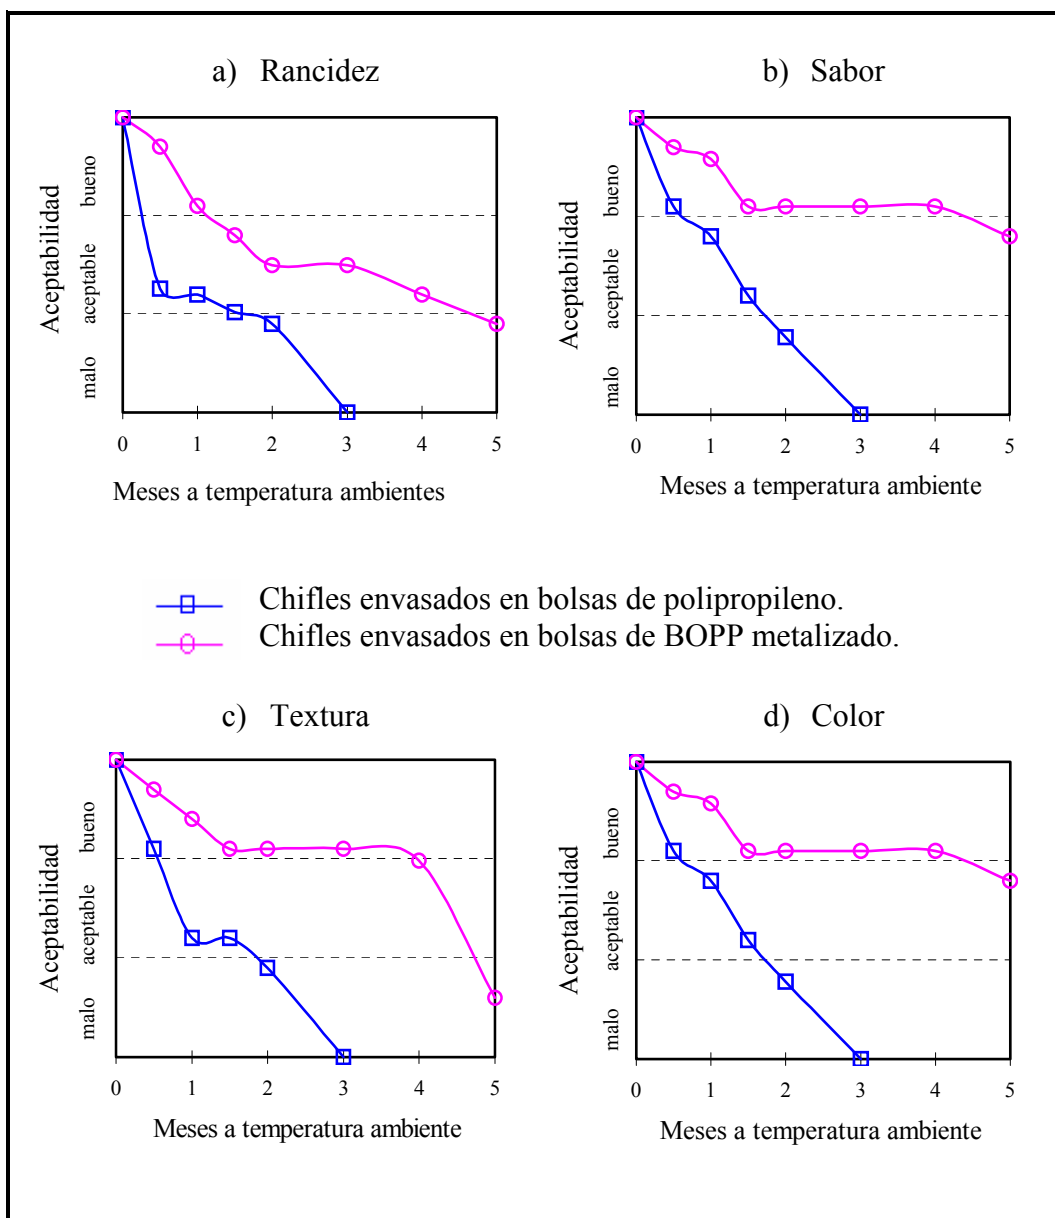 a) Rancidez
Aceptabilidad
malo aceptable bueno
0 1 2 3 4 5
Meses a temperatura ambientes
b) Sabor
Aceptabilidad
malo aceptable bueno
0 1 2 3 4 5
Meses a temperatura ambiente
Chifles envasados en bolsas de polipropileno.
Chifles envasados en bolsas de BOPP metalizado.
c) Textura
Aceptabilidad
malo aceptable bueno
0 1 2 3 4 5
Meses a temperatura ambiente
d) Color
Aceptabilidad
malo aceptable bueno
0 1 2 3 4 5
Meses a temperatura ambiente